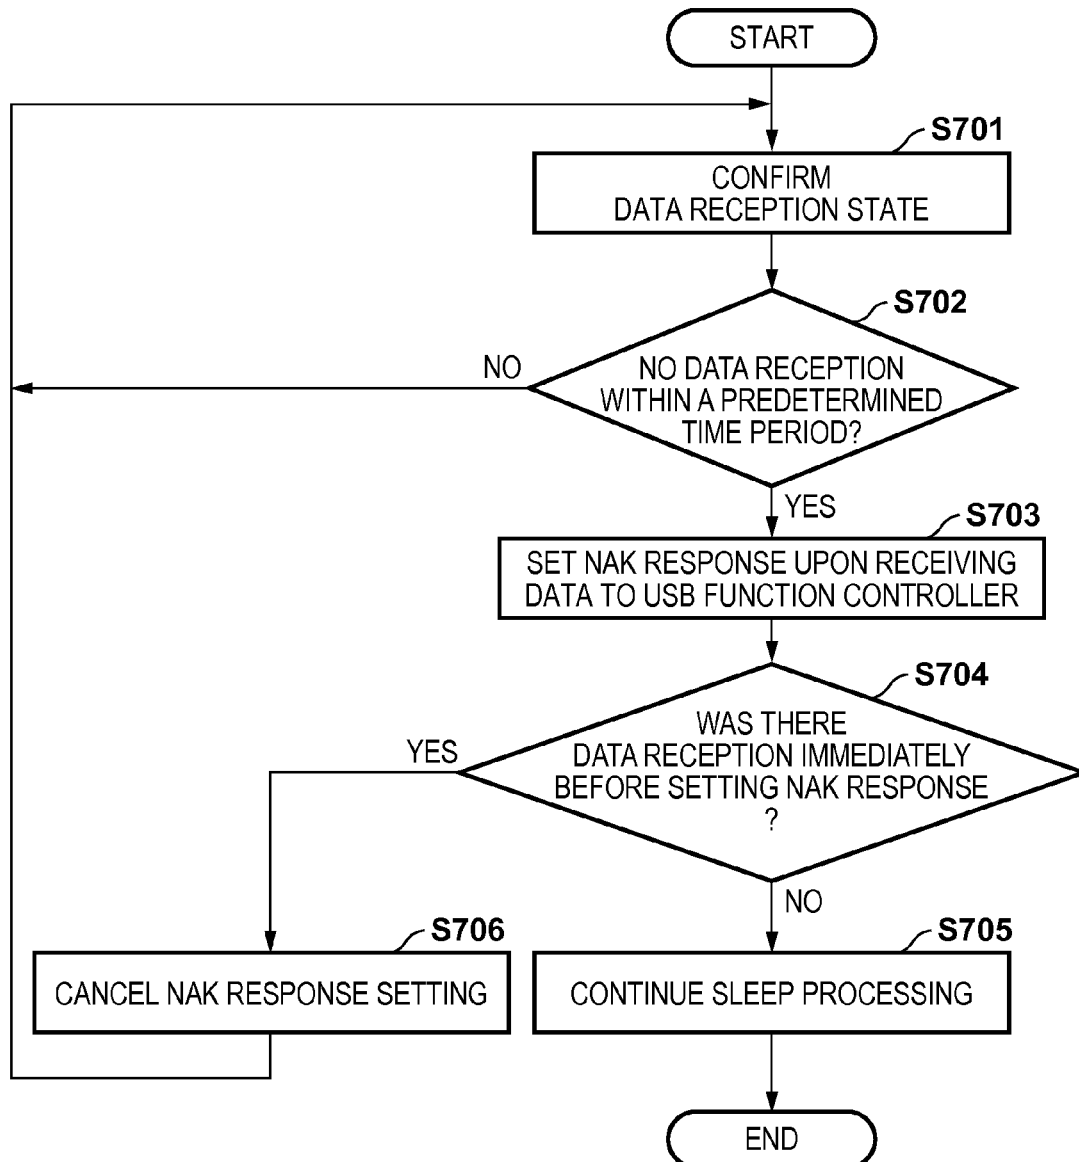 START
S701
CONFIRM
DATA RECEPTION STATE
S702
NO
NO DATA RECEPTION
WITHIN A PREDETERMINED
TIME PERIOD?
YES
S703
SET NAK RESPONSE UPON RECEIVING
DATA TO USB FUNCTION CONTROLLER
S704
YES
WAS THERE
DATA RECEPTION IMMEDIATELY
BEFORE SETTING NAK RESPONSE
?
NO
S706
S705
CANCEL NAK RESPONSE SETTING
CONTINUE SLEEP PROCESSING
END